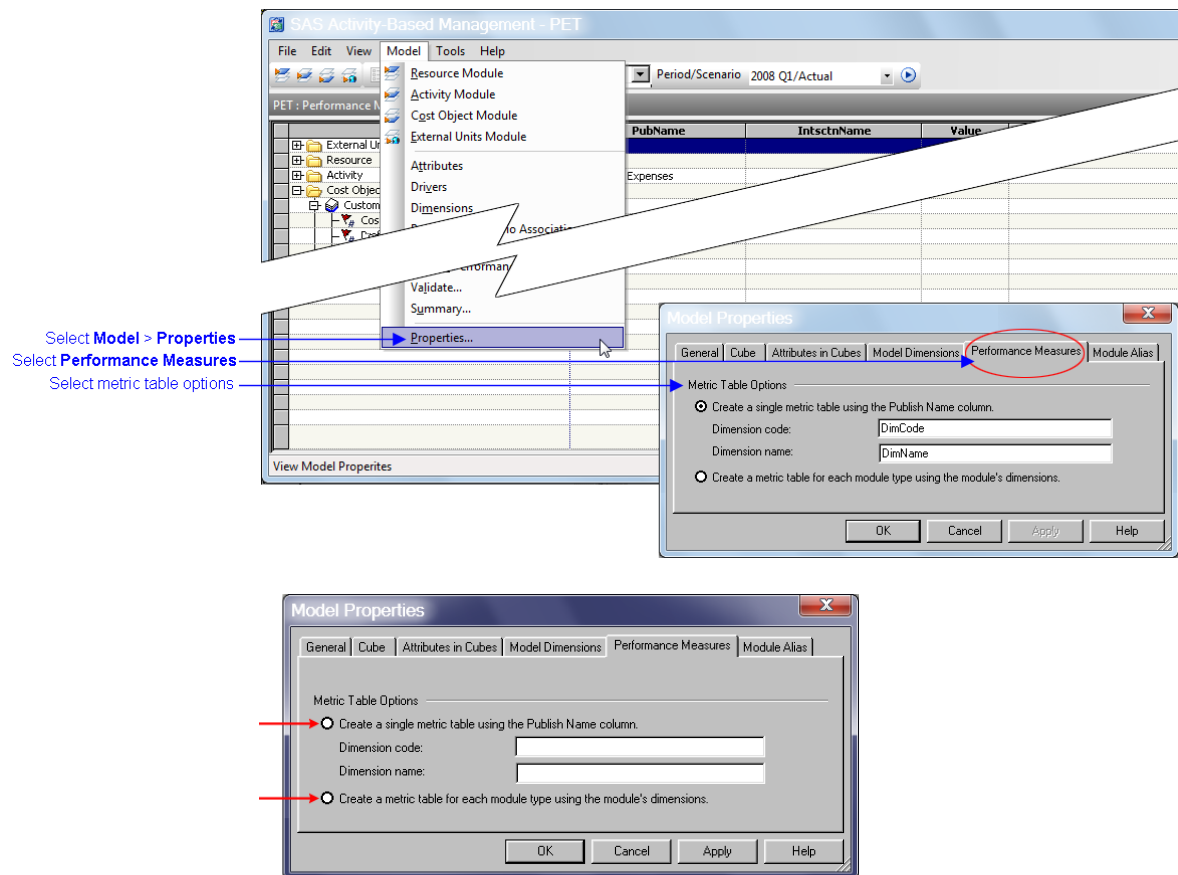 SAS Activity-Based Management - PET
File Edit View Model Tools Help
Resource Module
Period/Scenario 2008 Q1/Actual
Activity Module
PET : Performance
Cost Object Module
PubName IntsctnName Value
External Units Module
External
Resource
Attributes
Activity
Expenses
Drivers
Cost Objec
Dimensions
Custom
Cos
io Associatio
Validate...
Summary...
Properties...
View Model Properites
Select Model > Properties
Select Performance Measures
Select metric table options
Model Properties
General Cube Attributes in Cubes Model Dimensions Performance Measures Module Alias
Metric Table Options
Create a single metric table using the Publish Name column.
Dimension code: DimCode
Dimension name: DimName
Create a metric table for each module type using the module's dimensions.
OK Cancel Apply Help
Model Properties
General Cube Attributes in Cubes Model Dimensions Performance Measures Module Alias
Metric Table Options
Create a single metric table using the Publish Name column.
Dimension code:
Dimension name:
Create a metric table for each module type using the module's dimensions.
OK Cancel Apply Help